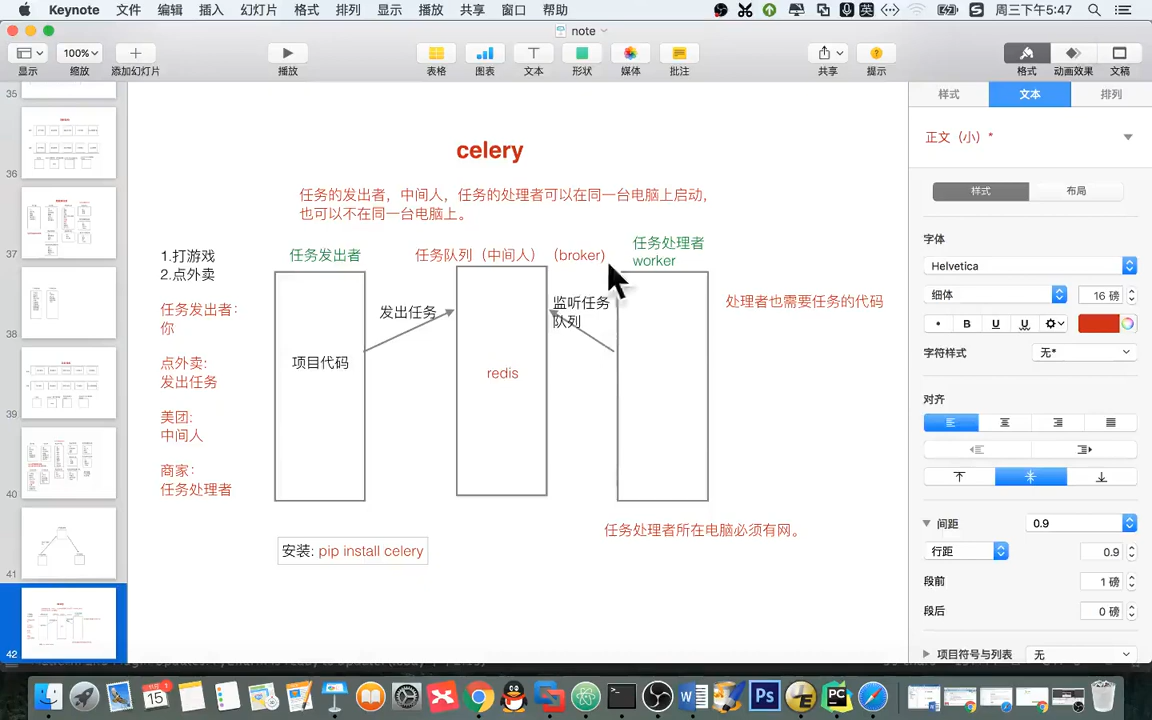 Keynote 文件 编辑 插入 幻灯片 格式 排列 显示 播放 共享 窗口 帮助
英 周三下午5:47
note
100%
显示 缩放 添加幻灯片 播放 表格 图表 文本 形状 媒体 批注 共享 提示 格式 动画效果 文稿
35
36
37
38
39
40
41
42
celery
任务的发出者，中间人，任务的处理者可以在同一台电脑上启动，
也可以不在同一台电脑上。
1.打游戏
2.点外卖
任务发出者：
你
点外卖：
发出任务
美团：
中间人
商家：
任务处理者
任务发出者
项目代码
发出任务
任务队列（中间人）（broker）
redis
监听任务
队列
任务处理者
worker
处理者也需要任务的代码
任务处理者所在电脑必须有网。
安装: pip install celery
样式 文本 排列
正文（小）*
样式 布局
字体
Helvetica
细体 16 磅
B U U
字符样式 无*
对齐
间距 0.9
行距 0.9
段前 1 磅
段后 0 磅
项目符号与列表 无
15
W Ps PC